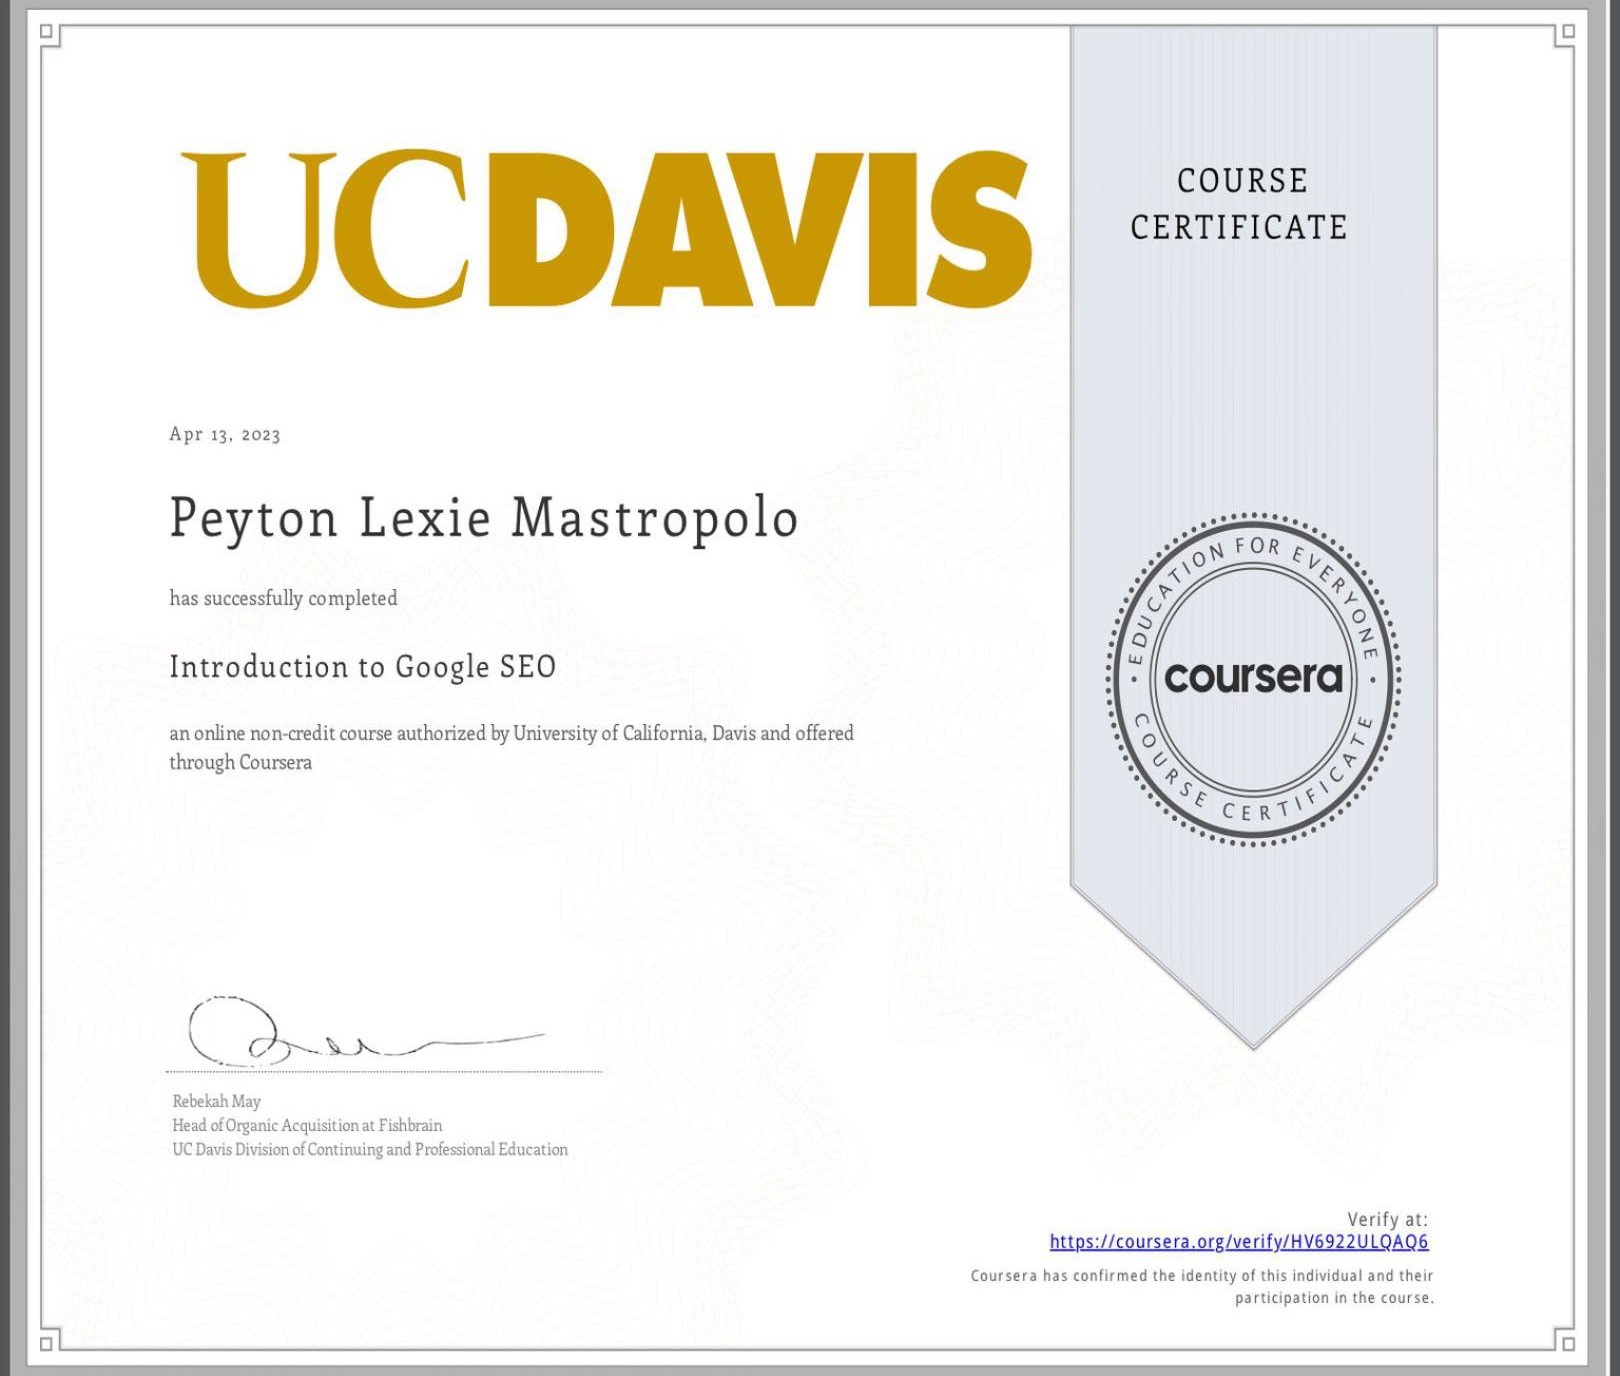 UCDAVIS
COURSE
CERTIFICATE
Apr 13, 2023
Peyton Lexie Mastropolo
has successfully completed
Introduction to Google SEO
an online non-credit course authorized by University of California, Davis and offered
through Coursera
• EDUCATION FOR EVERYONE •
coursera
COURSE CERTIFICATE
Rebekah May
Head of Organic Acquisition at Fishbrain
UC Davis Division of Continuing and Professional Education
Verify at:
https://coursera.org/verify/HV6922ULQAQ6
Coursera has confirmed the identity of this individual and their
participation in the course.